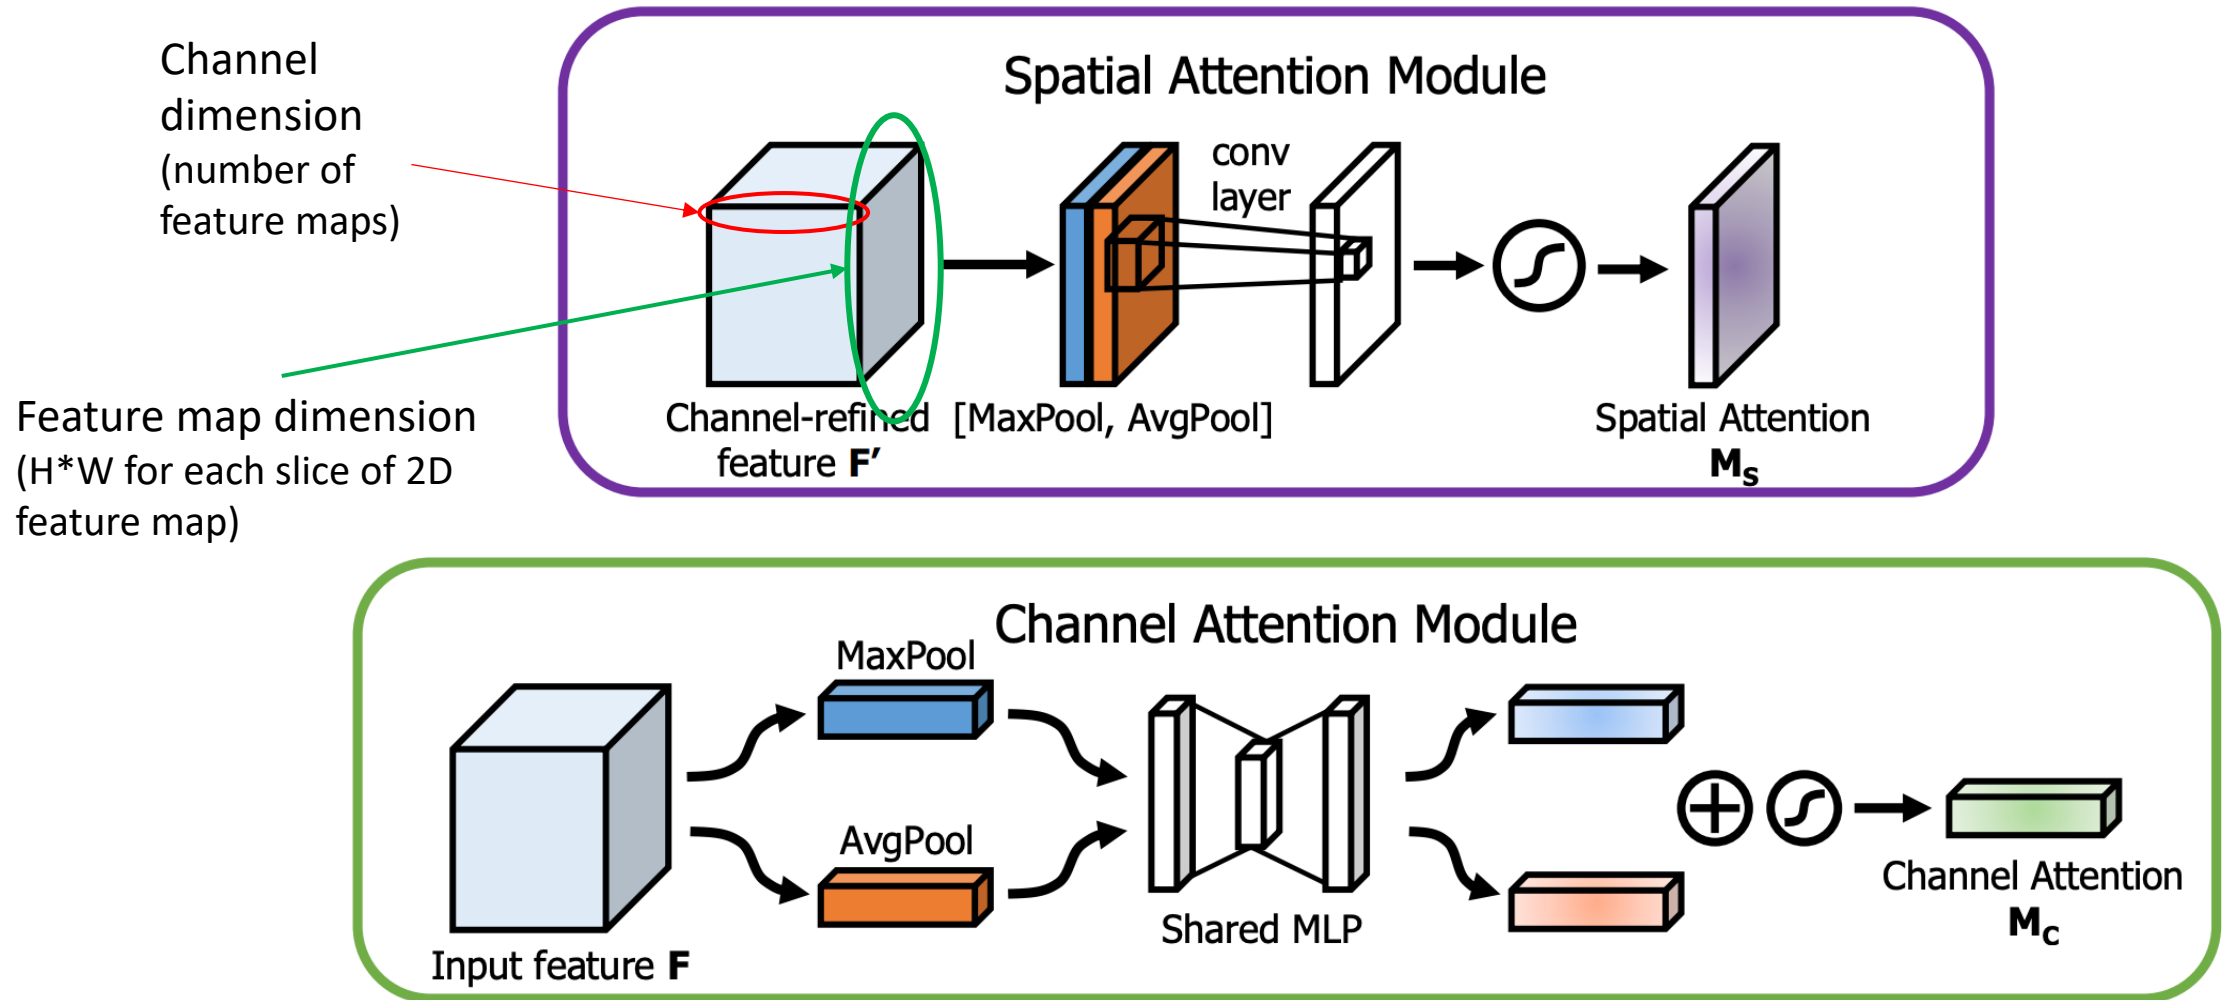 Channel
dimension
(number of
feature maps)
Feature map dimension
(H*W for each slice of 2D
feature map)
Spatial Attention Module
conv
layer
Channel-refined
feature F′
[MaxPool, AvgPool]
Spatial Attention
Ms
Channel Attention Module
MaxPool
AvgPool
Input feature F
Shared MLP
Channel Attention
Mc